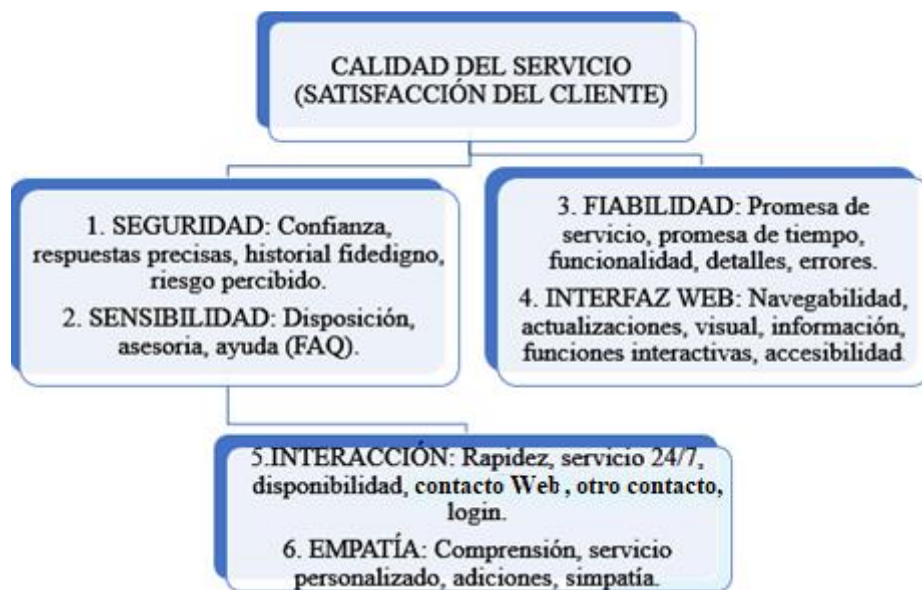 CALIDAD DEL SERVICIO
(SATISFACCIÓN DEL CLIENTE)
1. SEGURIDAD: Confianza,
respuestas precisas, historial fidedigno,
riesgo percibido.
2. SENSIBILIDAD: Disposición,
asesoria, ayuda (FAQ).
3. FIABILIDAD: Promesa de
servicio, promesa de tiempo,
funcionalidad, detalles, errores.
4. INTERFAZ WEB: Navegabilidad,
actualizaciones, visual, información,
funciones interactivas, accesibilidad.
5.INTERACCIÓN: Rapidez, servicio 24/7,
disponibilidad, contacto Web , otro contacto,
login.
6. EMPATÍA: Comprensión, servicio
personalizado, adiciones, simpatía.